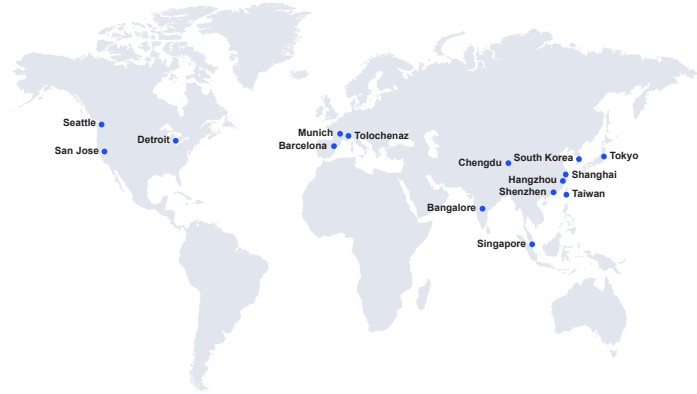 Seattle
Detroit
San Jose
Munich
Tolochenaz
Barcelona
Chengdu
South Korea
Tokyo
Shanghai
Hangzhou
Shenzhen
Taiwan
Bangalore
Singapore